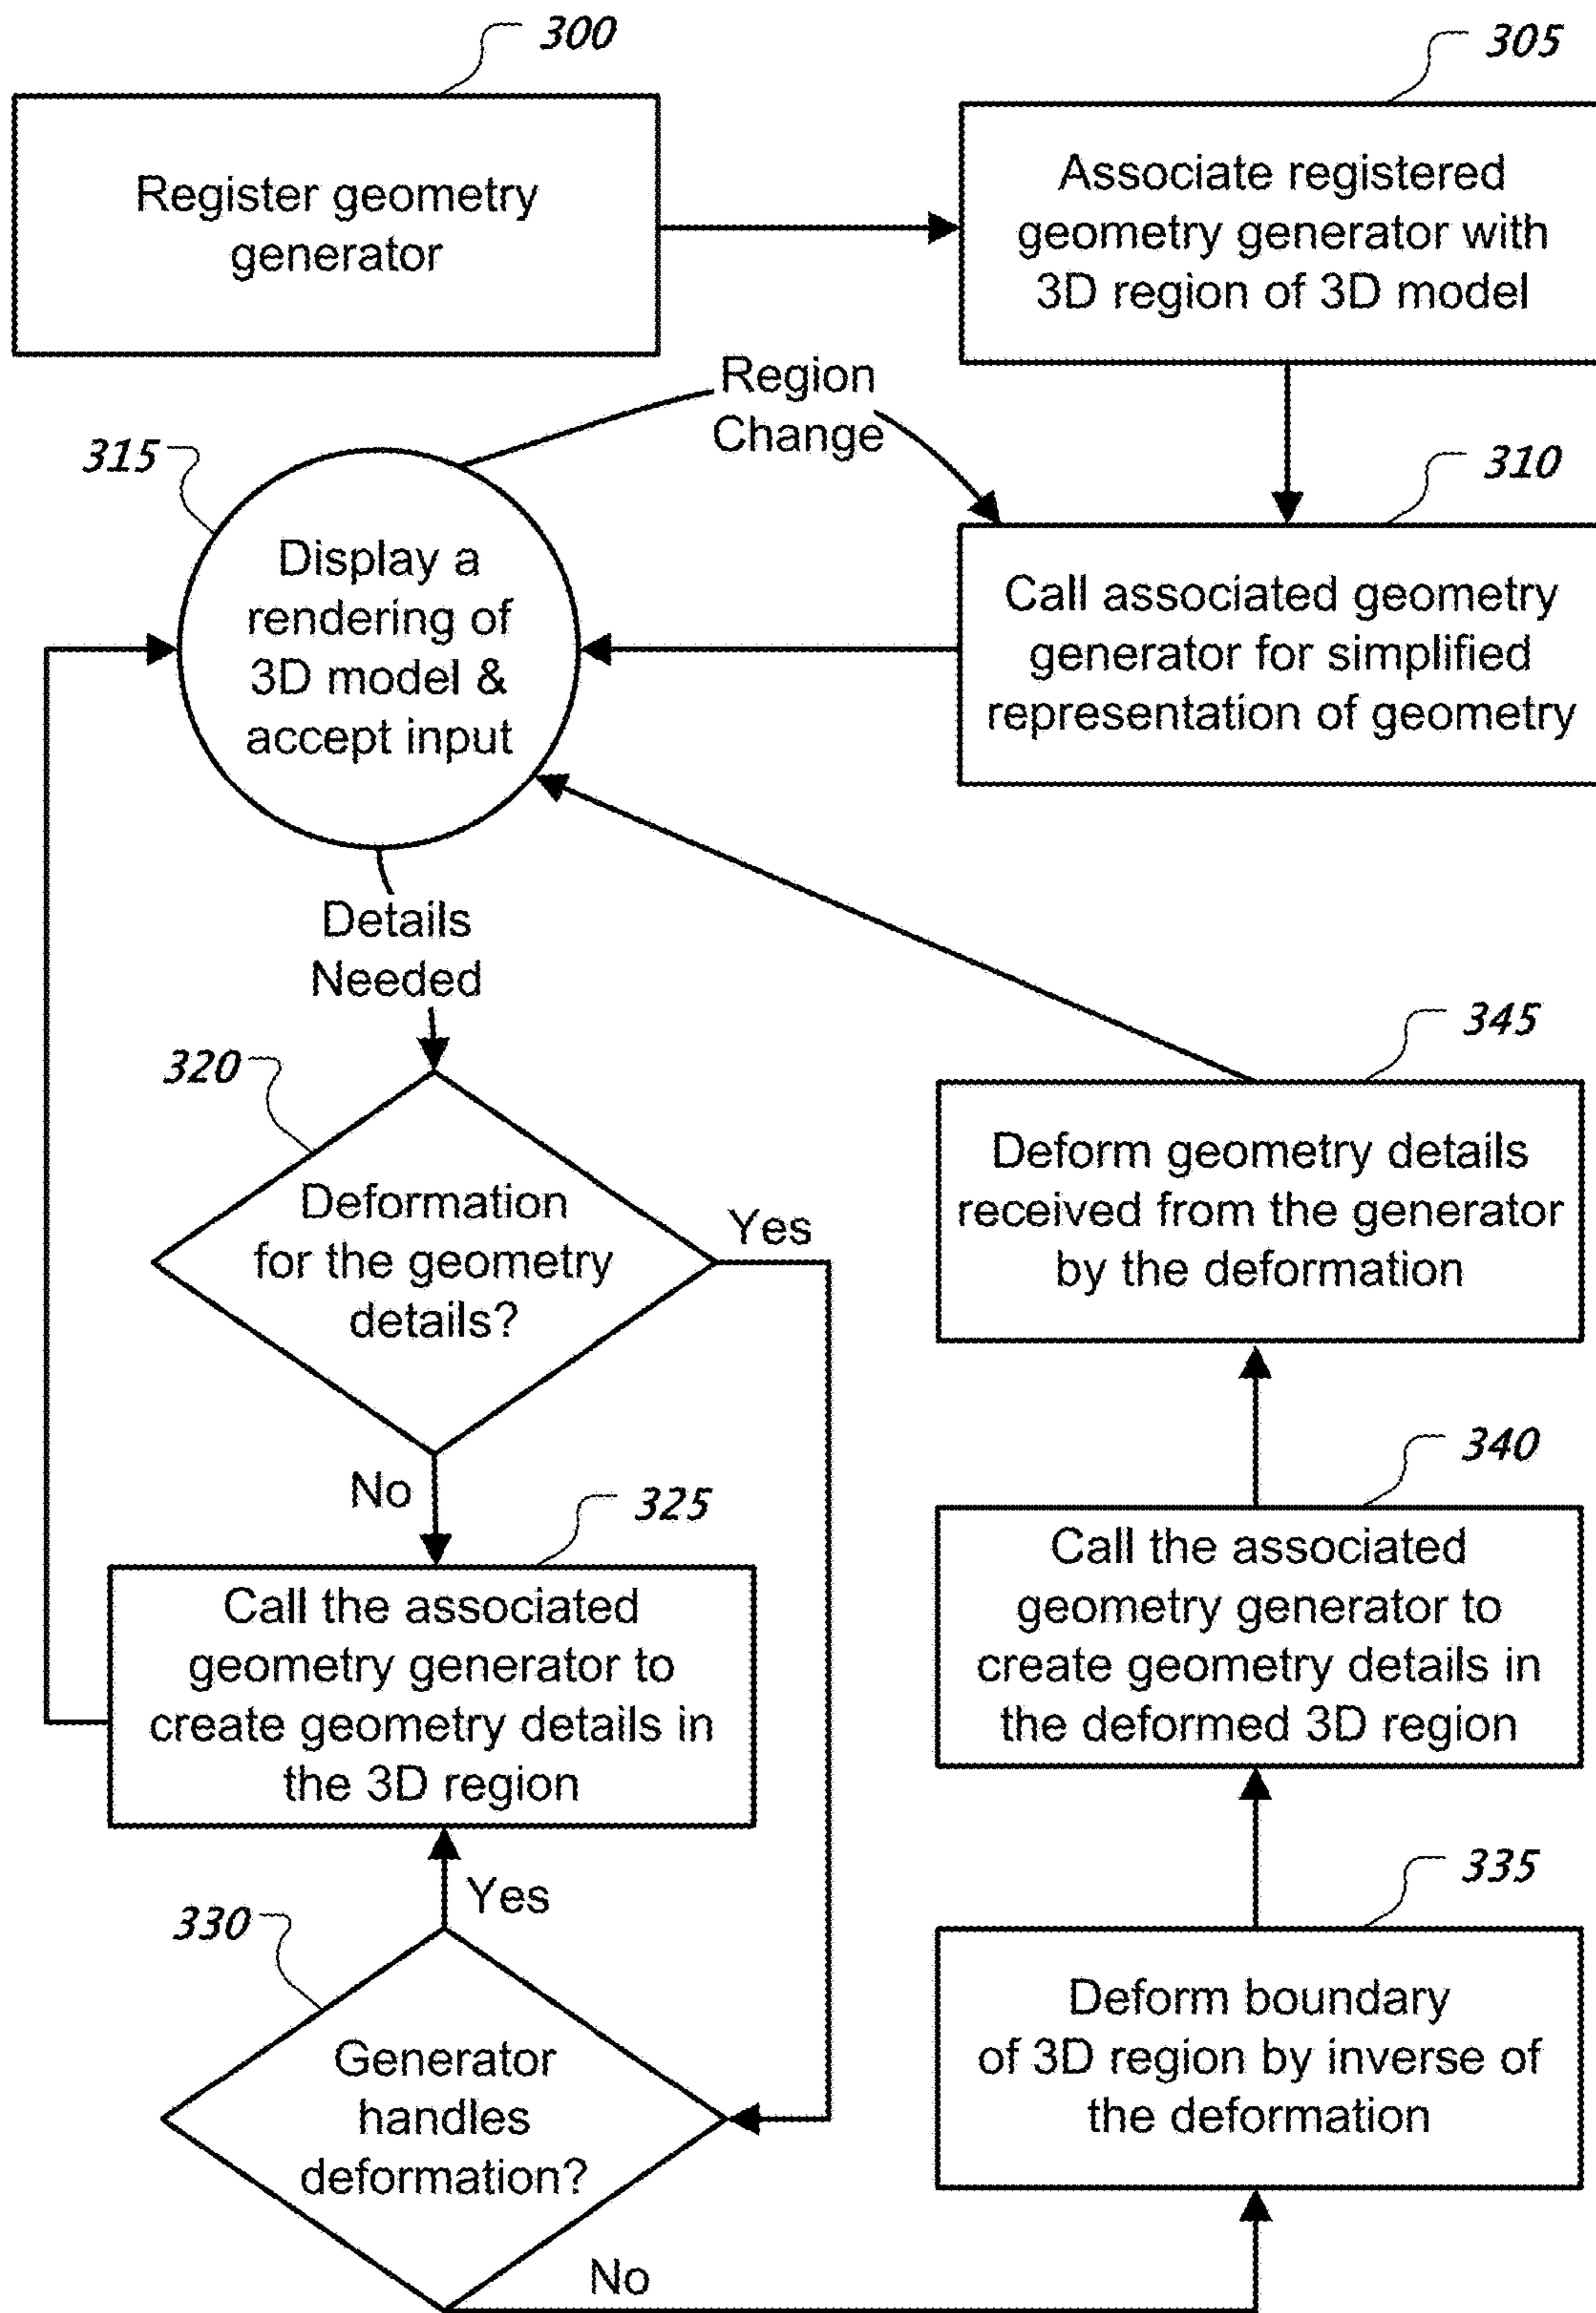 300
Register geometry
generator
305
Associate registered
geometry generator with
3D region of 3D model
Region
Change
310
Call associated geometry
generator for simplified
representation of geometry
315
Display a
rendering of
3D model &
accept input
Details
Needed
320
Deformation
for the geometry
details?
Yes
No
325
Call the associated
geometry generator to
create geometry details in
the 3D region
Yes
330
Generator
handles
deformation?
No
335
Deform boundary
of 3D region by inverse of
the deformation
340
Call the associated
geometry generator to
create geometry details in
the deformed 3D region
345
Deform geometry details
received from the generator
by the deformation